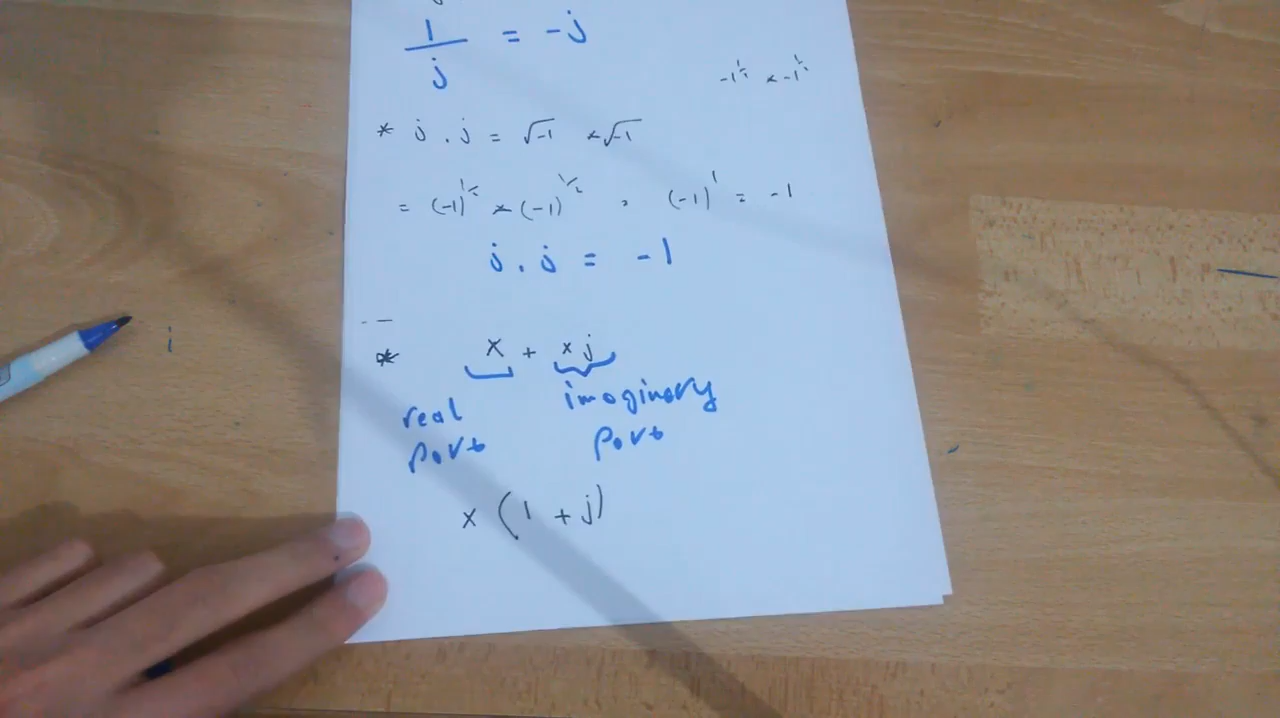 1/j = -j
-1^1/2 × -1^1/2
* j . j = √-1 × √-1
= (-1)^1/2 × (-1)^1/2 = (-1)^1 = -1
j . j = -1
i
* x + xj
real part
imaginary part
x (1 + j)